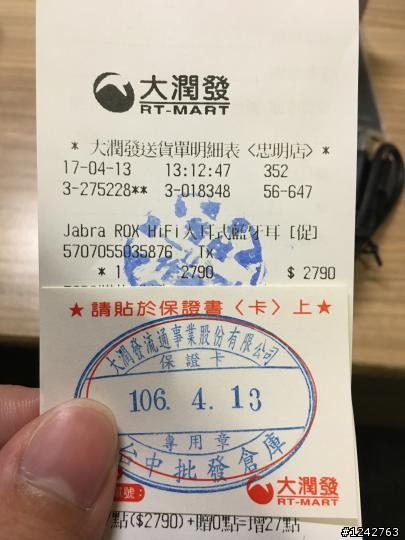 大潤發
RT-MART
* 大潤發送貨單明細表〈忠明店〉*
17-04-13 13:12:47 352
3-275228** 3-018348 56-647
Jabra ROX HiFi入耳式藍牙耳 [促]
5707055035876 TX
* 1 2790 $ 2790
★ 請貼於保證書〈卡〉上 ★
大潤發流通事業股份有限公司
保證卡
106. 4. 13
專用章
台中批發倉庫
號:
大潤發
RT-MART
點($2790)+贈0點=增27點
#1242763